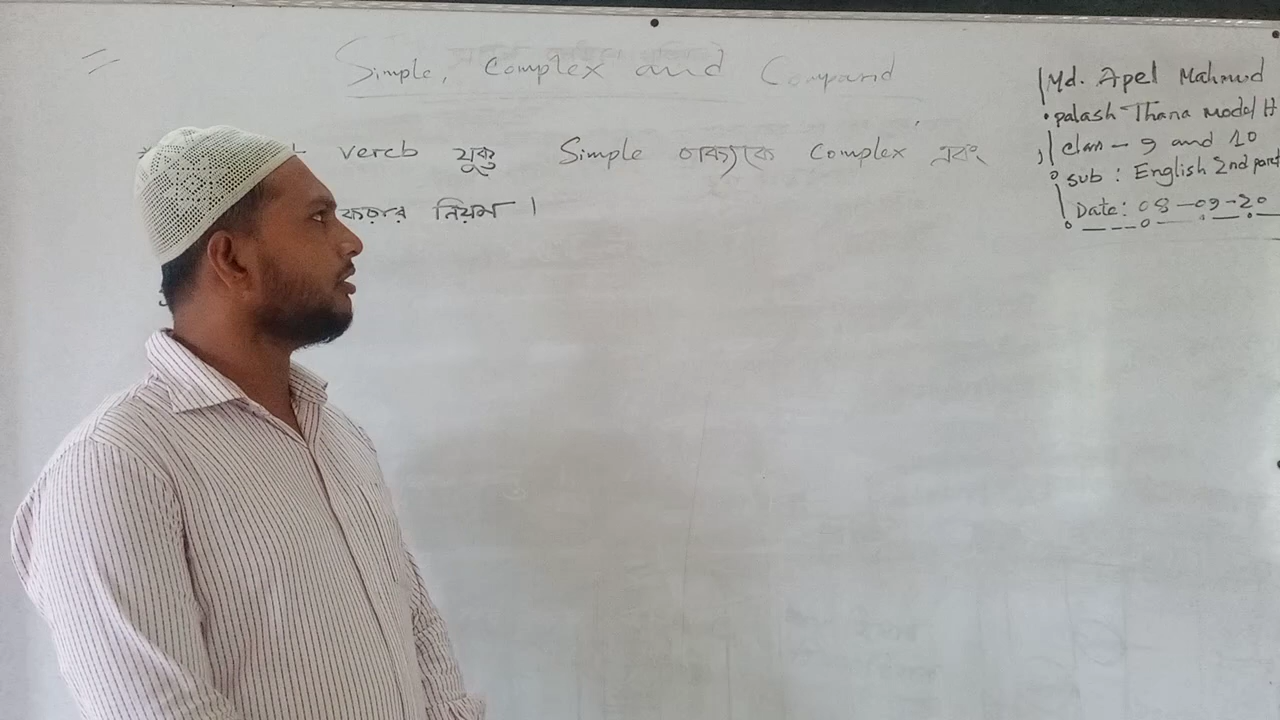 Simple, Complex and Compound
verb যুক্ত Simple বাক্যকে Complex এবং
করার নিয়ম ।
Md. Apel Mahmud
palash Thana Model H
class - 9 and 10
sub : English 2nd part
Date: 08-09-20